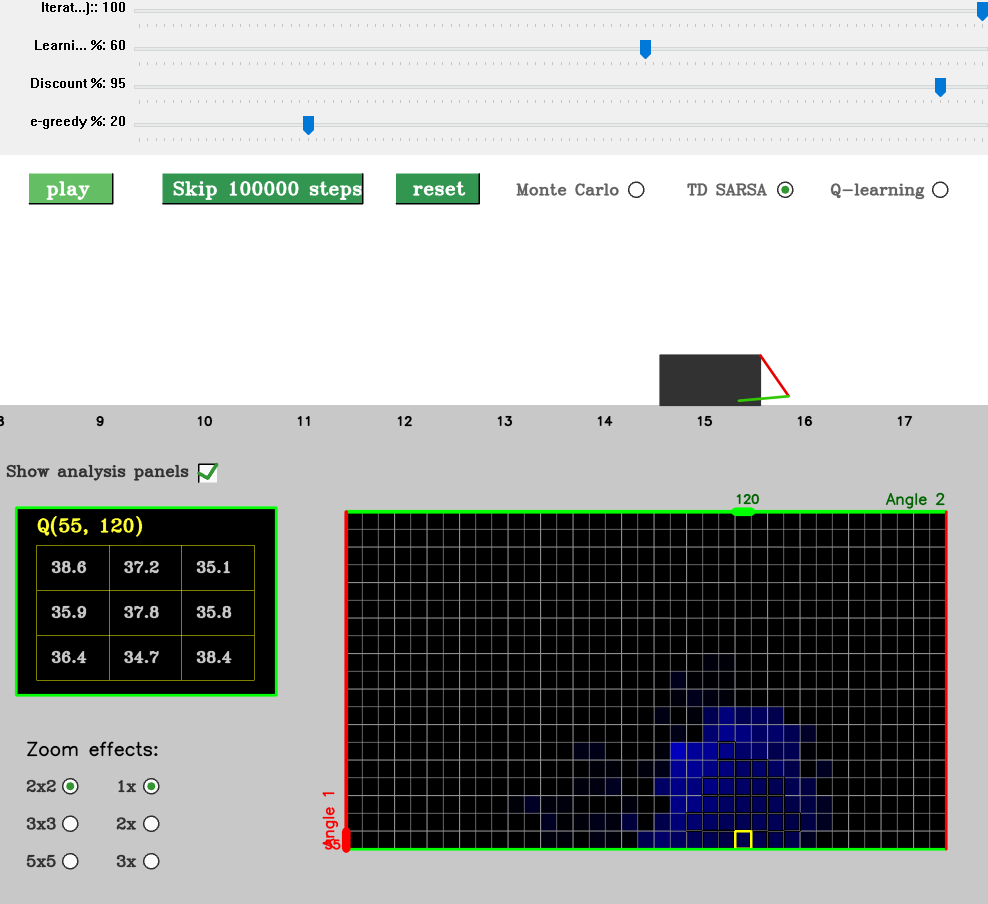 Iterat...):: 100
Learni... %: 60
Discount %: 95
e-greedy %: 20
play Skip 100000 steps reset Monte Carlo TD SARSA Q-learning
8 9 10 11 12 13 14 15 16 17
Show analysis panels
120 Angle 2
Q(55, 120)
38.6 37.2 35.1
35.9 37.8 35.8
36.4 34.7 38.4
Zoom effects:
2x2 1x
3x3 2x
5x5 3x
Angle 1
55